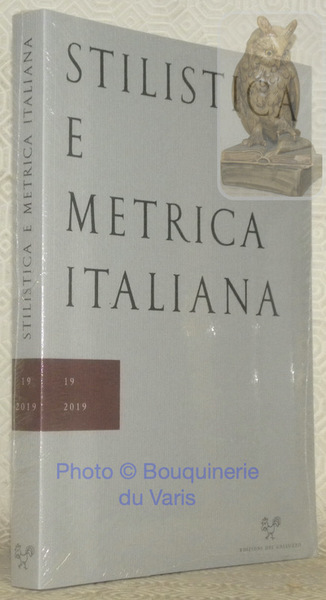 STILISTICA
E
METRICA
ITALIANA
19
2019
STILISTICA E METRICA ITALIANA
19
2019
Photo © Bouquinerie
du Varis